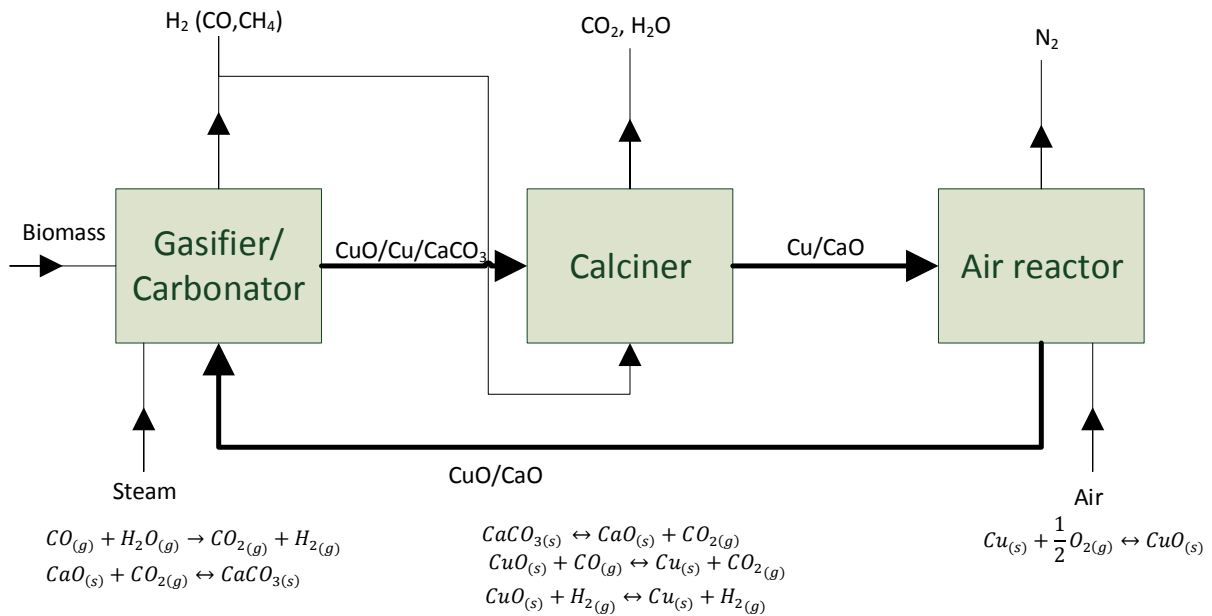 H₂ (CO,CH₄)
CO₂, H₂O
N₂
Biomass
Gasifier/
Carbonator
CuO/Cu/CaCO₃
Calciner
Cu/CaO
Air reactor
CuO/CaO
Steam
Air
CO₍g₎ + H₂O₍g₎ → CO₂₍g₎ + H₂₍g₎
CaO₍s₎ + CO₂₍g₎ ↔ CaCO₃₍s₎
CaCO₃₍s₎ ↔ CaO₍s₎ + CO₂₍g₎
CuO₍s₎ + CO₍g₎ ↔ Cu₍s₎ + CO₂₍g₎
CuO₍s₎ + H₂₍g₎ ↔ Cu₍s₎ + H₂₍g₎
Cu₍s₎ + 1/2 O₂₍g₎ ↔ CuO₍s₎